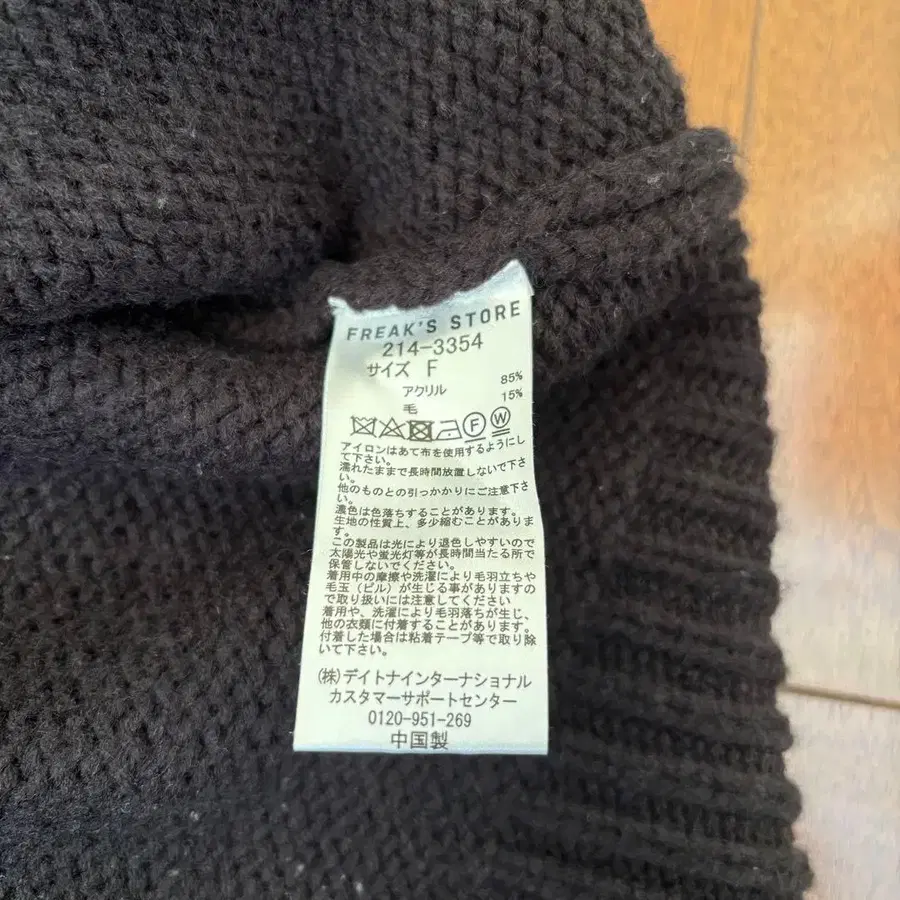 FREAK'S STORE
214-3354
サイズ F
アクリル 85%
毛 15%
F W
アイロンはあて布を使用するようにし
て下さい。
濡れたままで長時間放置しないで下さ
い。
他のものとの引っかかりにご注意下さ
い。
濃色は色落ちすることがあります。
生地の性質上、多少縮むことがありま
す。
この製品は光により退色しやすいので
太陽光や蛍光灯等が長時間当たる所で
保管しないでください。
着用中の摩擦や洗濯により毛羽立ちや
毛玉(ピル)が生じる事がありますの
で取り扱いには注意してください
着用や、洗濯により毛羽落ちが生じ、
他の衣類に付着することがあります。
付着した場合は粘着テープ等で取り除
いて下さい。
(株)デイトナインターナショナル
カスタマーサポートセンター
0120-951-269
中国製